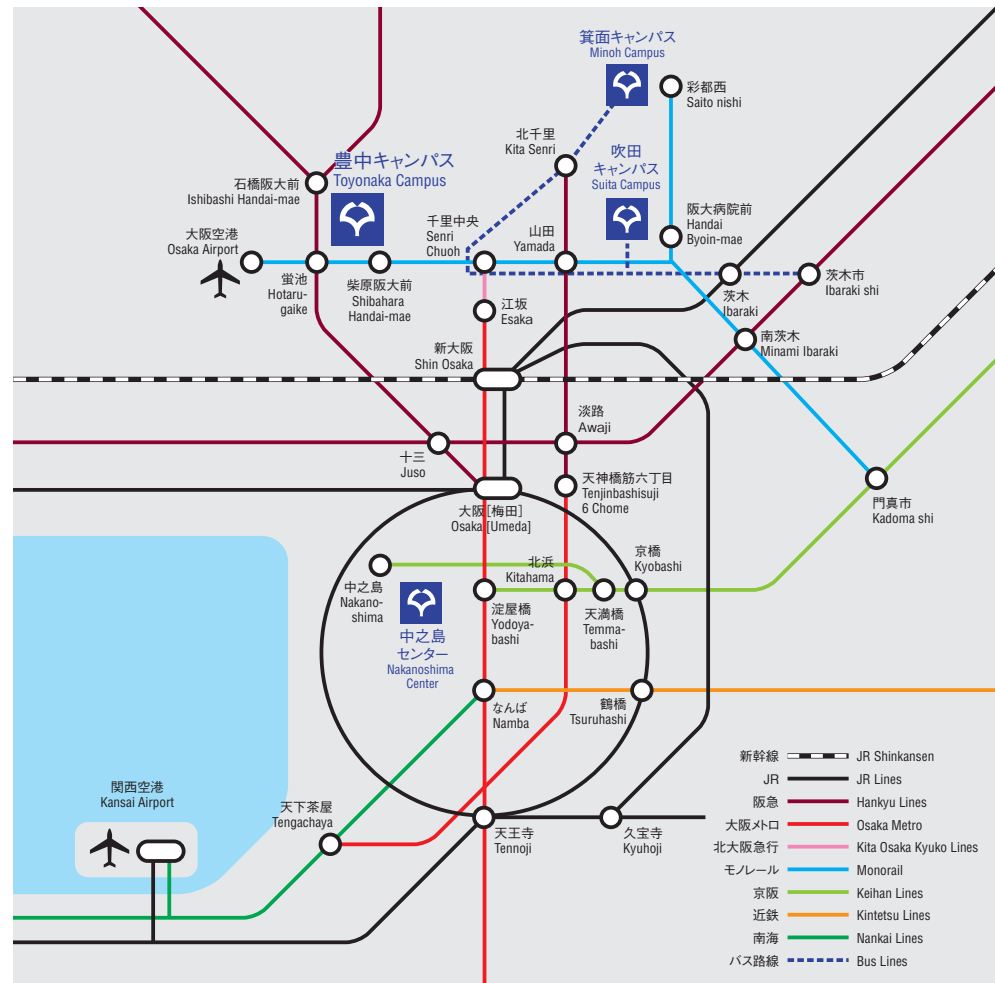 箕面キャンパス
Minoh Campus
彩都西
Saito nishi
北千里
Kita Senri
吹田
キャンパス
Suita Campus
豊中キャンパス
Toyonaka Campus
石橋阪大前
Ishibashi Handai-mae
千里中央
Senri
Chuoh
山田
Yamada
阪大病院前
Handai
Byoin-mae
大阪空港
Osaka Airport
蛍池
Hotaru-
gaike
柴原阪大前
Shibahara
Handai-mae
江坂
Esaka
茨木
Ibaraki
茨木市
Ibaraki shi
新大阪
Shin Osaka
南茨木
Minami Ibaraki
淡路
Awaji
十三
Juso
天神橋筋六丁目
Tenjinbashisuji
6 Chome
大阪[梅田]
Osaka [Umeda]
門真市
Kadoma shi
北浜
Kitahama
京橋
Kyobashi
中之島
Nakano-
shima
淀屋橋
Yodoya-
bashi
天満橋
Temma-
bashi
中之島
センター
Nakanoshima
Center
なんば
Namba
鶴橋
Tsuruhashi
関西空港
Kansai Airport
天下茶屋
Tengachaya
天王寺
Tennoji
久宝寺
Kyuhoji
新幹線 JR Shinkansen
JR JR Lines
阪急 Hankyu Lines
大阪メトロ Osaka Metro
北大阪急行 Kita Osaka Kyuko Lines
モノレール Monorail
京阪 Keihan Lines
近鉄 Kintetsu Lines
南海 Nankai Lines
バス路線 Bus Lines